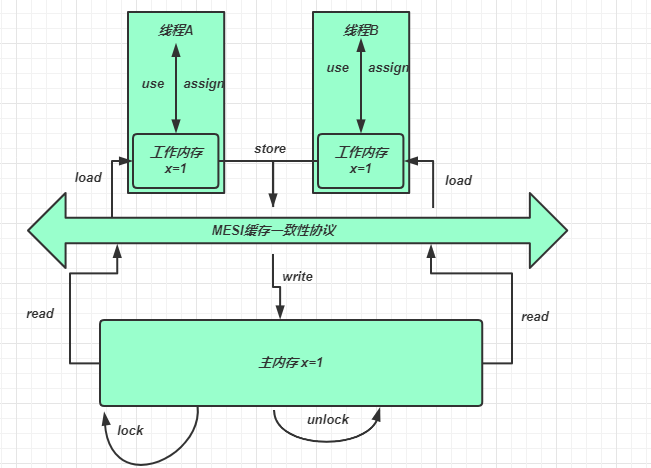 线程A
线程B
use
assign
use
assign
工作内存
x=1
工作内存
x=1
store
load
load
MESI缓存一致性协议
write
read
read
主内存 x=1
lock
unlock